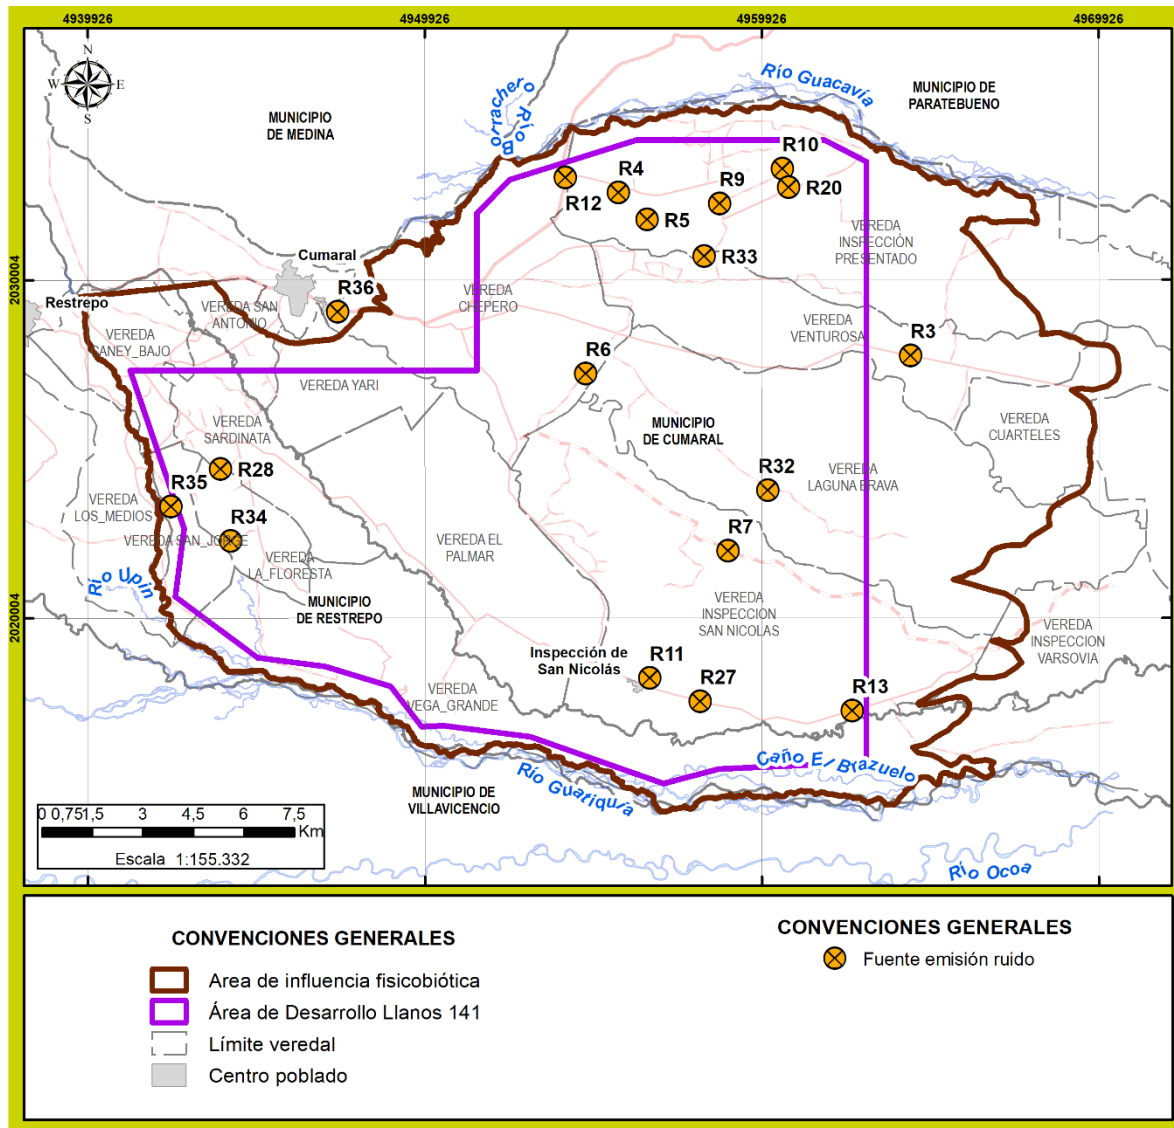 4939926
4949926
4959926
4969926
N
W
E
S
2030004
2020004
MUNICIPIO
DE MEDINA
Río Borrachero
Río Guacavía
MUNICIPIO DE
PARATEBUENO
R10
R4
R9
R20
R12
R5
VEREDA
INSPECCIÓN
PRESENTADO
R33
Cumaral
Restrepo
R36
VEREDA SAN
ANTONIO
VEREDA
CHEPERO
VEREDA
VENTUROSA
R3
VEREDA
CANEY_BAJO
R6
VEREDA YARI
VEREDA
SARDINATA
MUNICIPIO
DE CUMARAL
VEREDA
CUARTELES
R28
R35
R32
VEREDA
LAGUNA BRAVA
VEREDA
LOS_MEDIOS
R34
VEREDA SAN_JORGE
R7
VEREDA EL
PALMAR
VEREDA
LA_FLORESTA
Río Upín
MUNICIPIO
DE RESTREPO
VEREDA
INSPECCION
SAN NICOLAS
VEREDA
INSPECCION
VARSOVIA
Inspección de
San Nicolás
R11
R27
R13
VEREDA
VEGA_GRANDE
Caño El Brazuelo
Río Guatiquía
MUNICIPIO DE
VILLAVICENCIO
Río Ocoa
0 0,751,5 3 4,5 6 7,5
Km
Escala 1:155.332
CONVENCIONES GENERALES
Area de influencia fisicobiótica
Área de Desarrollo Llanos 141
Límite veredal
Centro poblado
CONVENCIONES GENERALES
Fuente emisión ruido